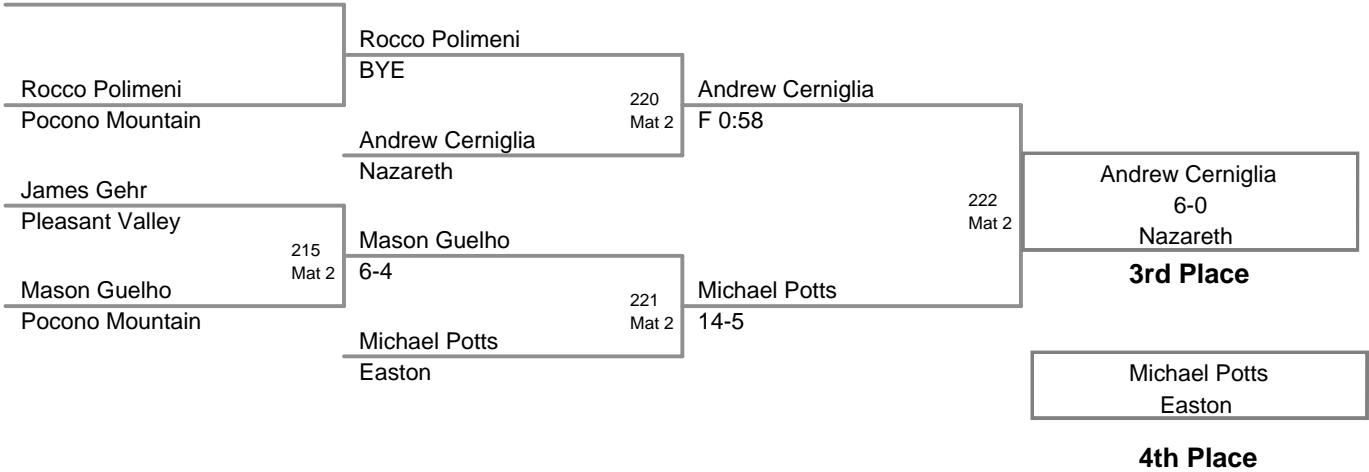 Rocco Polimeni
BYE
Rocco Polimeni
Pocono Mountain
220
Mat 2
Andrew Cerniglia
F 0:58
Andrew Cerniglia
Nazareth
James Gehr
Pleasant Valley
215
Mat 2
Mason Guelho
6-4
Mason Guelho
Pocono Mountain
221
Mat 2
Michael Potts
14-5
Michael Potts
Easton
222
Mat 2
Andrew Cerniglia
6-0
Nazareth
3rd Place
Michael Potts
Easton
4th Place